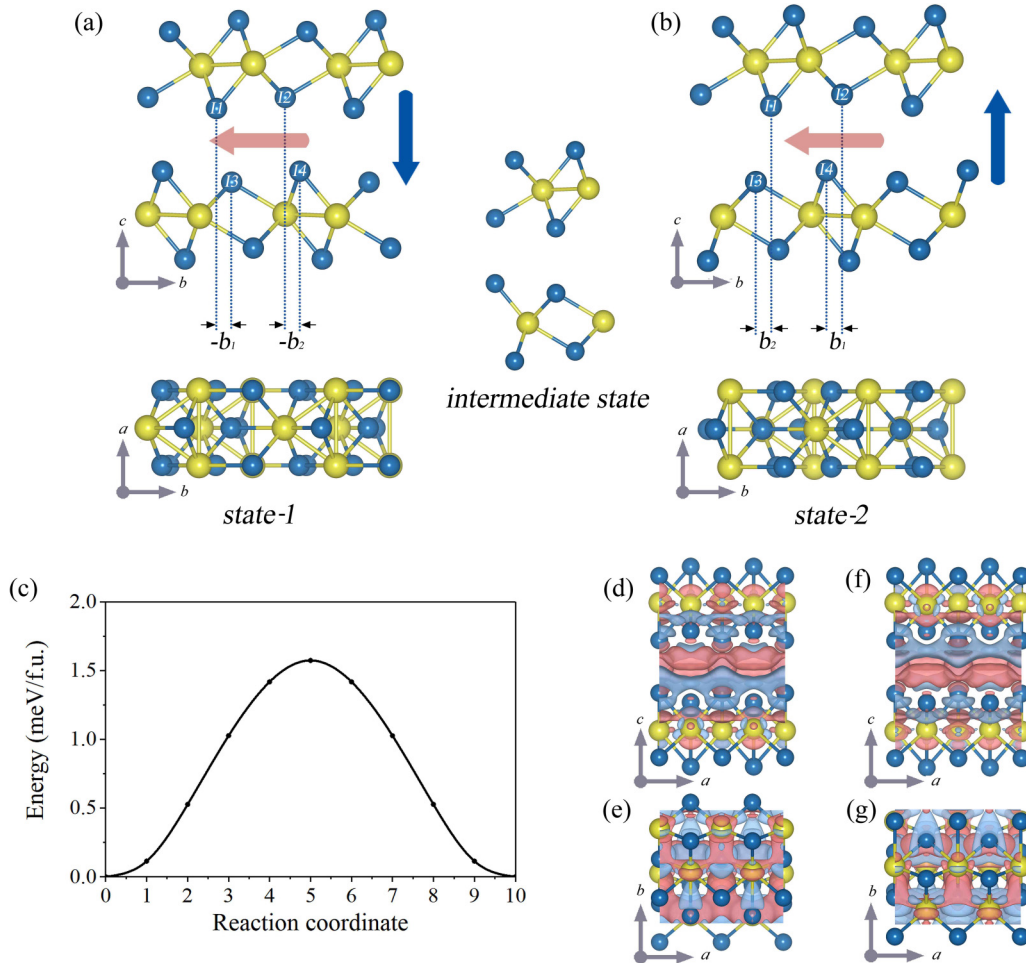 (a)
I1
I2
I3
I4
c
b
-b₁
-b₂
a
b
state-1
intermediate state
(b)
I1
I2
I3
I4
c
b
b₂
b₁
a
b
state-2
(c)
2.0
1.5
1.0
0.5
0.0
Energy (meV/f.u.)
0 1 2 3 4 5 6 7 8 9 10
Reaction coordinate
(d)
c
a
(f)
c
a
(e)
b
a
(g)
b
a